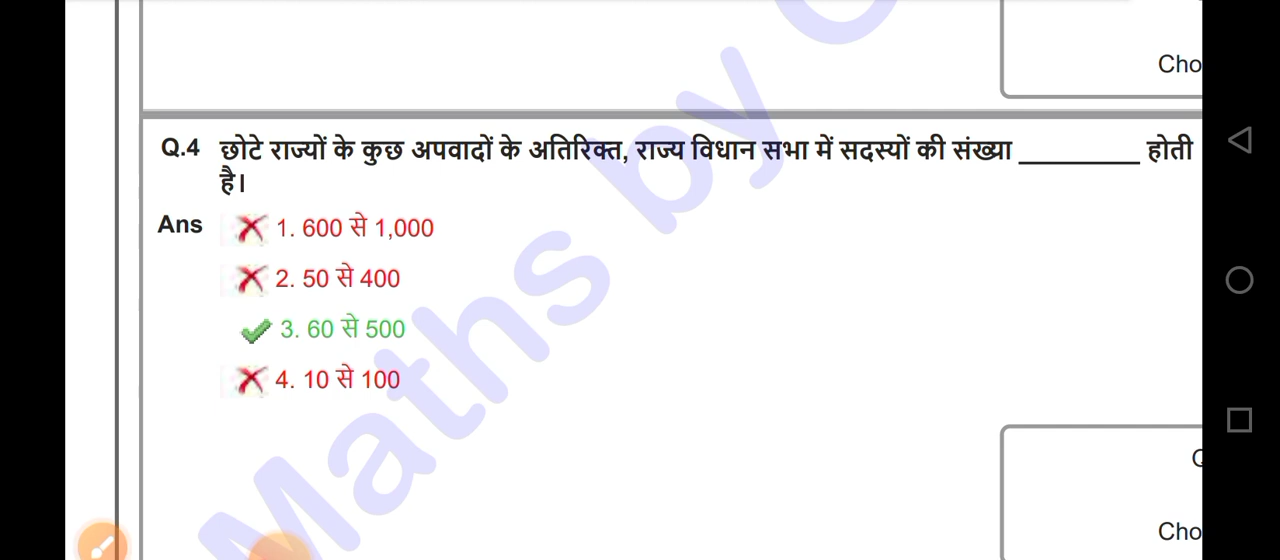 Cho
Q.4 छोटे राज्यों के कुछ अपवादों के अतिरिक्त, राज्य विधान सभा में सदस्यों की संख्या _________ होती
है।
Ans 1. 600 से 1,000
2. 50 से 400
3. 60 से 500
4. 10 से 100
Cho
Maths by